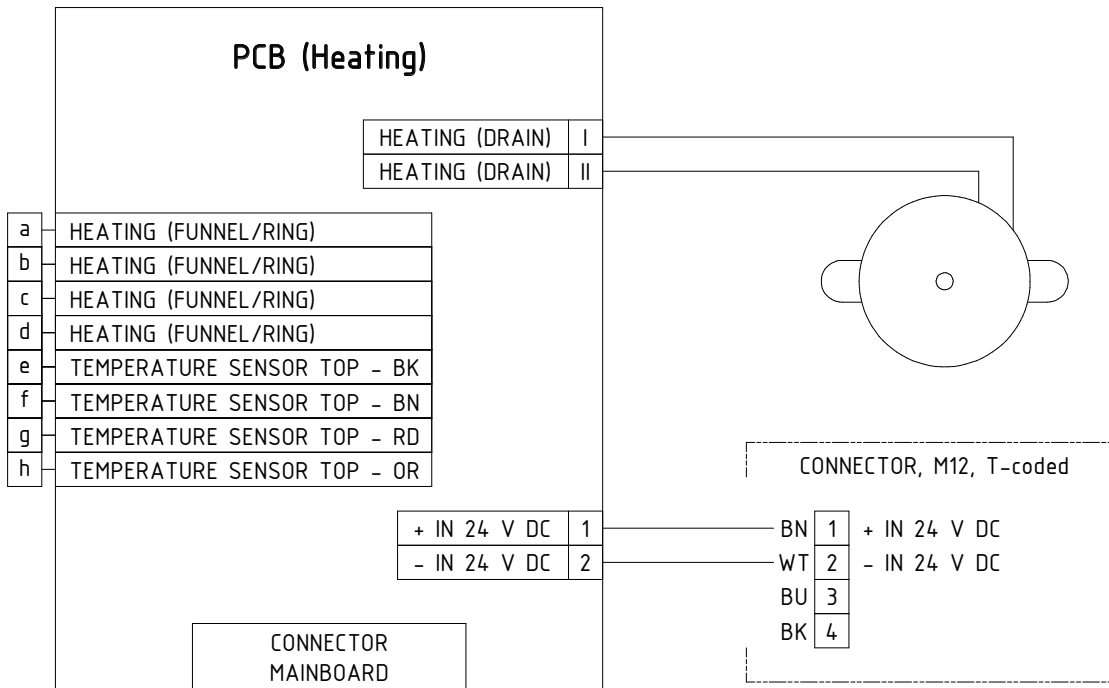 PCB (Heating)
HEATING (DRAIN) I
HEATING (DRAIN) II
a HEATING (FUNNEL/RING)
b HEATING (FUNNEL/RING)
c HEATING (FUNNEL/RING)
d HEATING (FUNNEL/RING)
e TEMPERATURE SENSOR TOP - BK
f TEMPERATURE SENSOR TOP - BN
g TEMPERATURE SENSOR TOP - RD
h TEMPERATURE SENSOR TOP - OR
CONNECTOR, M12, T-coded
+ IN 24 V DC 1
- IN 24 V DC 2
BN 1 + IN 24 V DC
WT 2 - IN 24 V DC
BU 3
BK 4
CONNECTOR
MAINBOARD